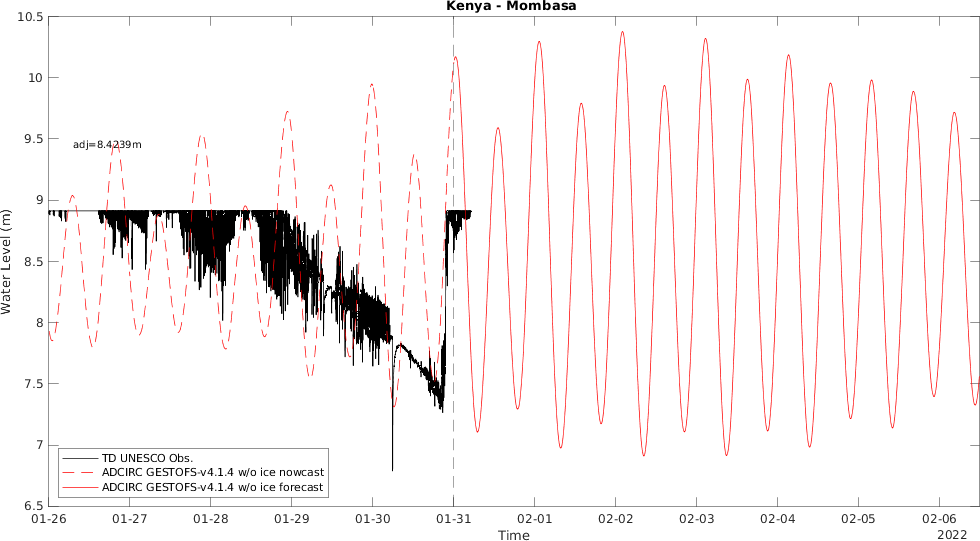 Kenya - Mombasa
10.5
10
9.5
9
8.5
8
7.5
7
6.5
Water Level (m)
adj=8.4239m
TD UNESCO Obs.
ADCIRC GESTOFS-v4.1.4 w/o ice nowcast
ADCIRC GESTOFS-v4.1.4 w/o ice forecast
01-26 01-27 01-28 01-29 01-30 01-31 02-01 02-02 02-03 02-04 02-05 02-06
Time
2022